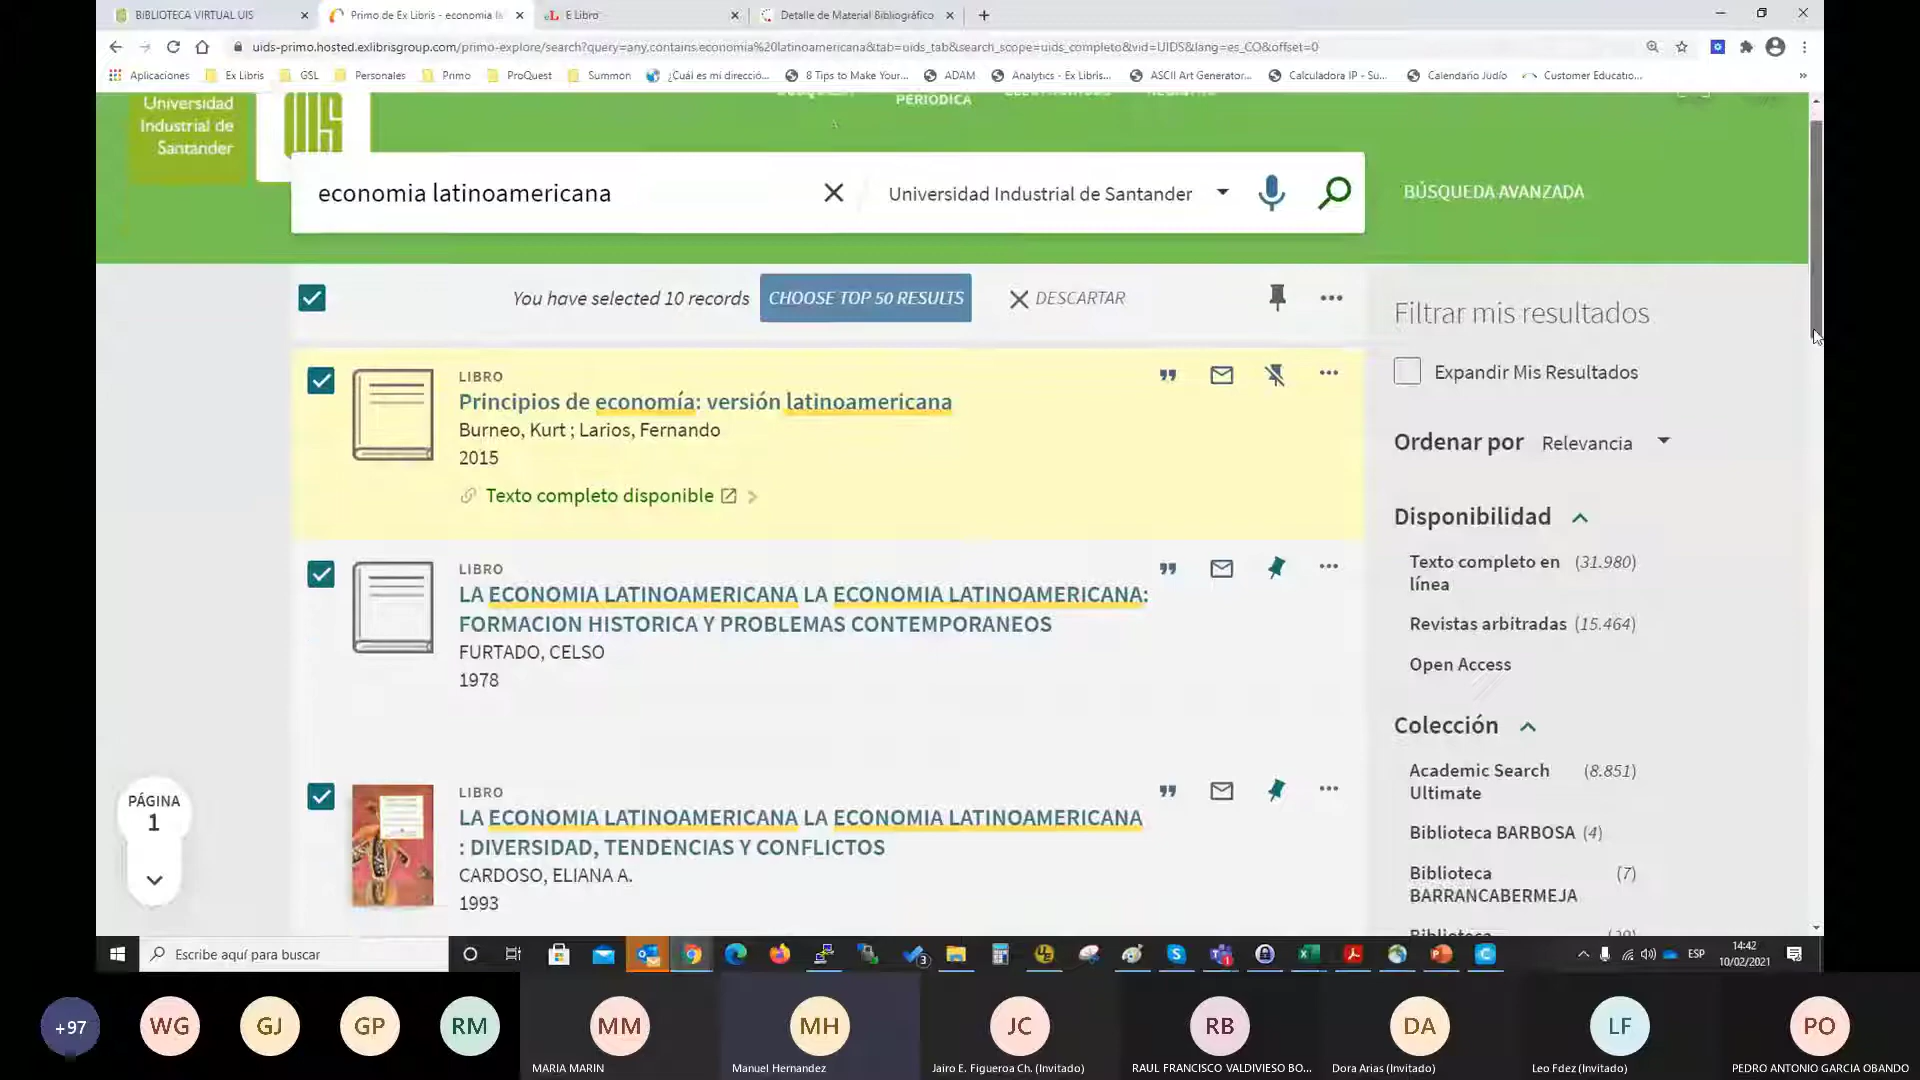 BIBLIOTECA VIRTUAL UIS
Primo de Ex Libris - economia la
E Libro
Detalle de Material Bibliográfico
uids-primo.hosted.exlibrisgroup.com/primo-explore/search?query=any,contains,economia%20latinoamericana&tab=uids_tab&search_scope=uids_completo&vid=UIDS&lang=es_CO&offset=0
Aplicaciones
Ex Libris
GSL
Personales
Primo
ProQuest
Summon
¿Cuál es mi direcció...
8 Tips to Make Your...
ADAM
Analytics - Ex Libris...
ASCII Art Generator...
Calculadora IP - Su...
Calendario Judío
Customer Educatio...
Universidad
Industrial de
Santander
UIS
PERIODICA
economia latinoamericana
Universidad Industrial de Santander
BÚSQUEDA AVANZADA
You have selected 10 records
CHOOSE TOP 50 RESULTS
DESCARTAR
LIBRO
Principios de economía: versión latinoamericana
Burneo, Kurt ; Larios, Fernando
2015
Texto completo disponible
LIBRO
LA ECONOMIA LATINOAMERICANA LA ECONOMIA LATINOAMERICANA:
FORMACION HISTORICA Y PROBLEMAS CONTEMPORANEOS
FURTADO, CELSO
1978
LIBRO
LA ECONOMIA LATINOAMERICANA LA ECONOMIA LATINOAMERICANA
: DIVERSIDAD, TENDENCIAS Y CONFLICTOS
CARDOSO, ELIANA A.
1993
PÁGINA
1
Filtrar mis resultados
Expandir Mis Resultados
Ordenar por Relevancia
Disponibilidad
Texto completo en (31.980)
línea
Revistas arbitradas (15.464)
Open Access
Colección
Academic Search (8.851)
Ultimate
Biblioteca BARBOSA (4)
Biblioteca (7)
BARRANCABERMEJA
Escribe aquí para buscar
3
1
ESP
14:42
10/02/2021
+97
WG
GJ
GP
RM
MM
MH
JC
RB
DA
LF
PO
MARIA MARIN
Manuel Hernandez
Jairo E. Figueroa Ch. (Invitado)
RAUL FRANCISCO VALDIVIESO BO...
Dora Arias (Invitado)
Leo Fdez (Invitado)
PEDRO ANTONIO GARCIA OBANDO